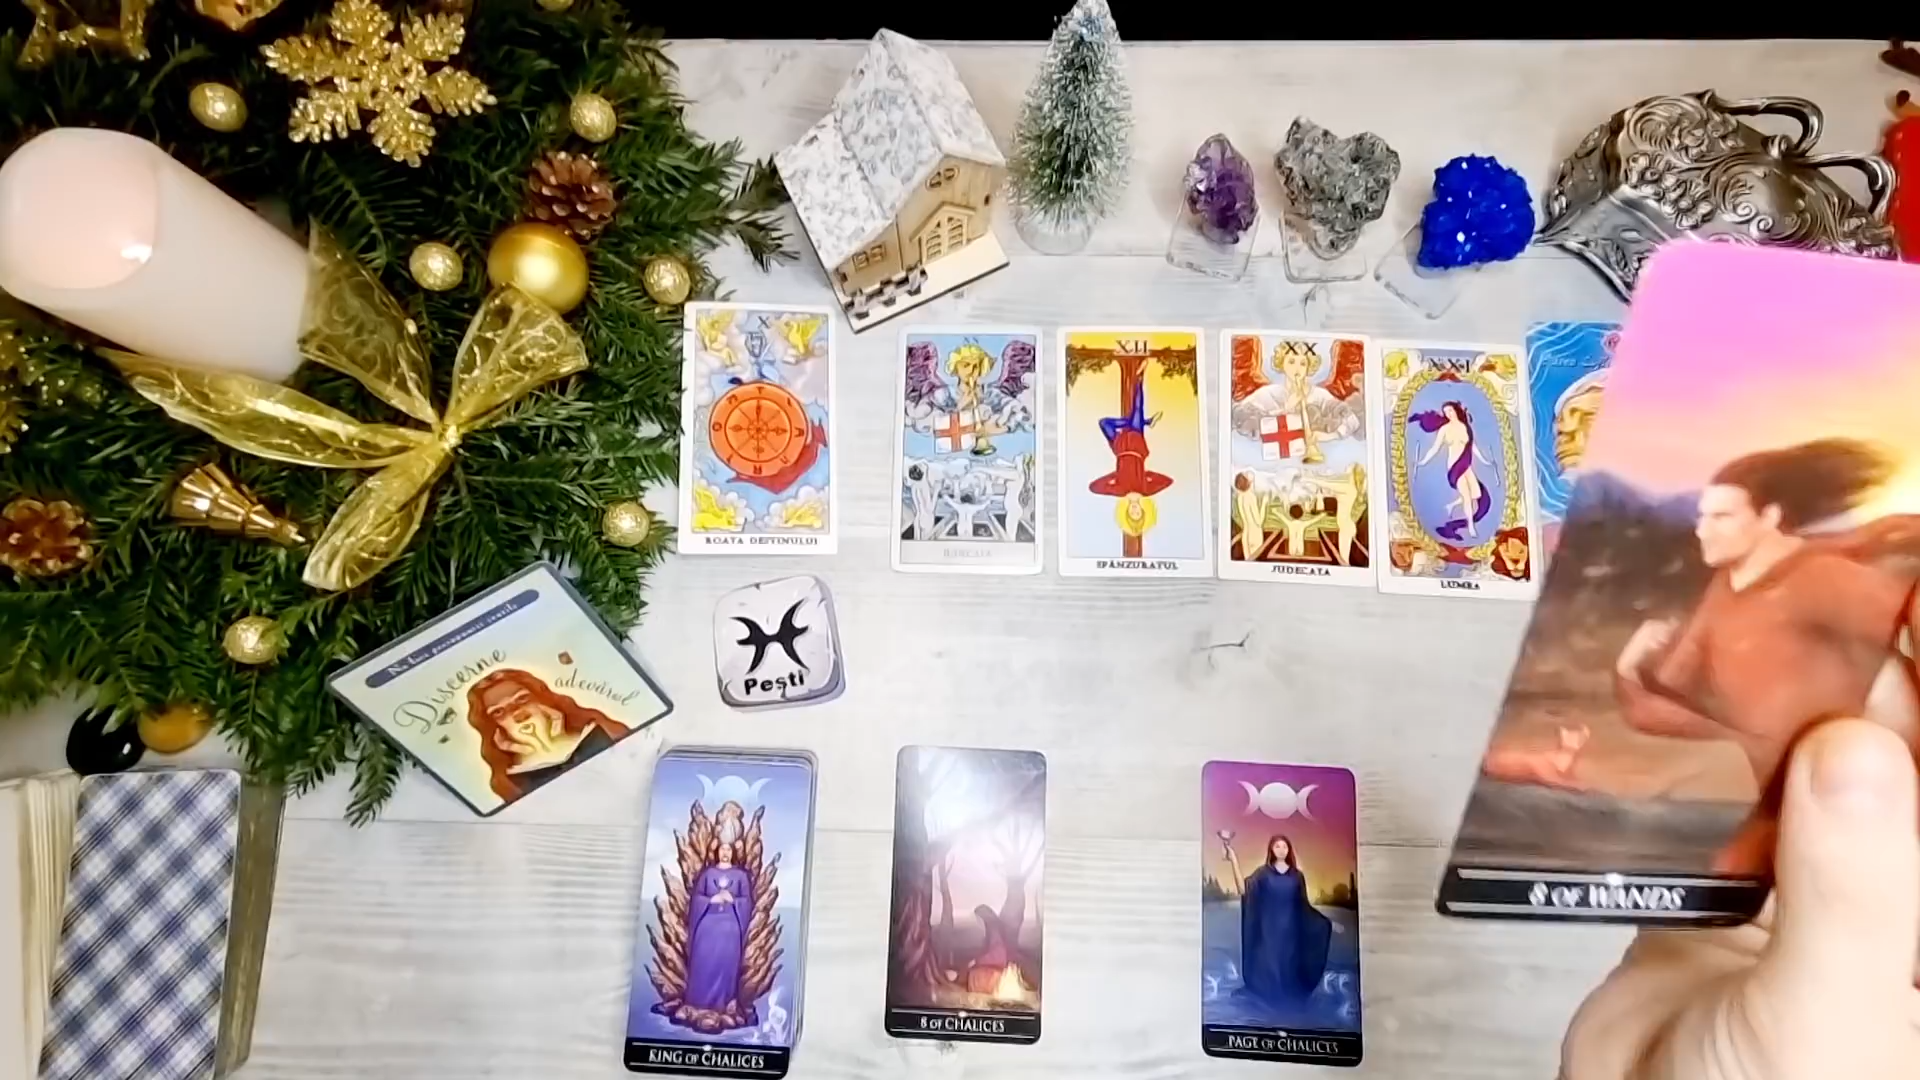 X
ROATA DESTINULUI
XII
SPÂNZURATUL
XX
JUDECATA
XXI
LUMEA
Discerne
adevărul
Pești
8 OF WANDS
KING OF CHALICES
8 OF CHALICES
PAGE OF CHALICES